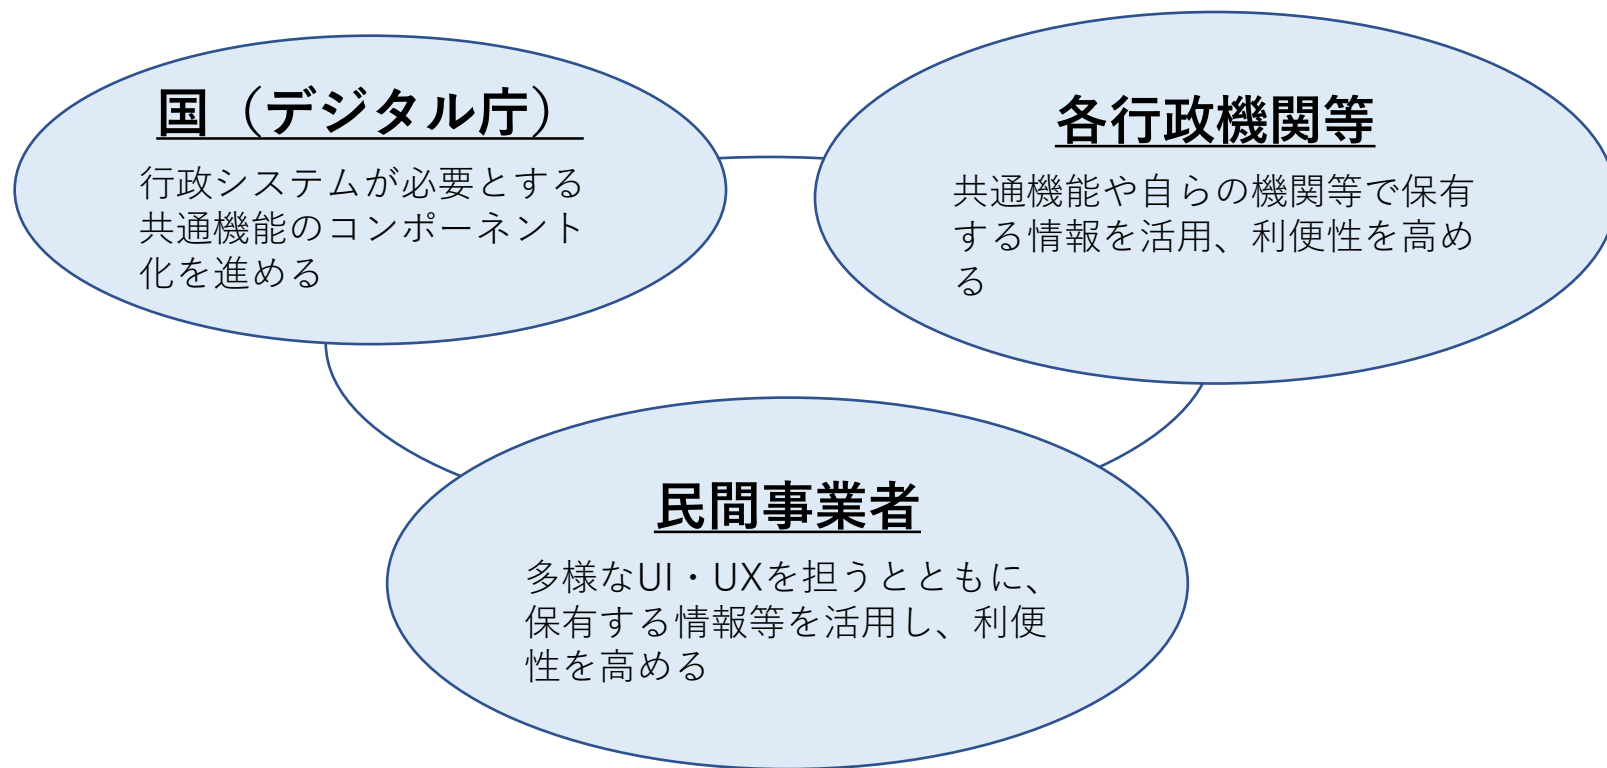 国（デジタル庁）
行政システムが必要とする
共通機能のコンポーネント
化を進める
各行政機関等
共通機能や自らの機関等で保有
する情報を活用、利便性を高め
る
民間事業者
多様なUI・UXを担うとともに、
保有する情報等を活用し、利便
性を高める